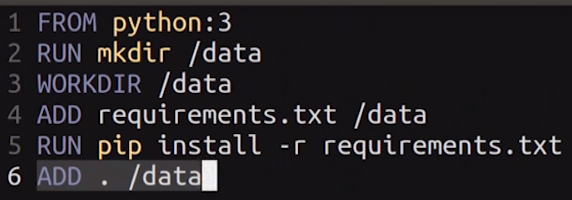 1 FROM python:3
2 RUN mkdir /data
3 WORKDIR /data
4 ADD requirements.txt /data
5 RUN pip install -r requirements.txt
6 ADD . /data